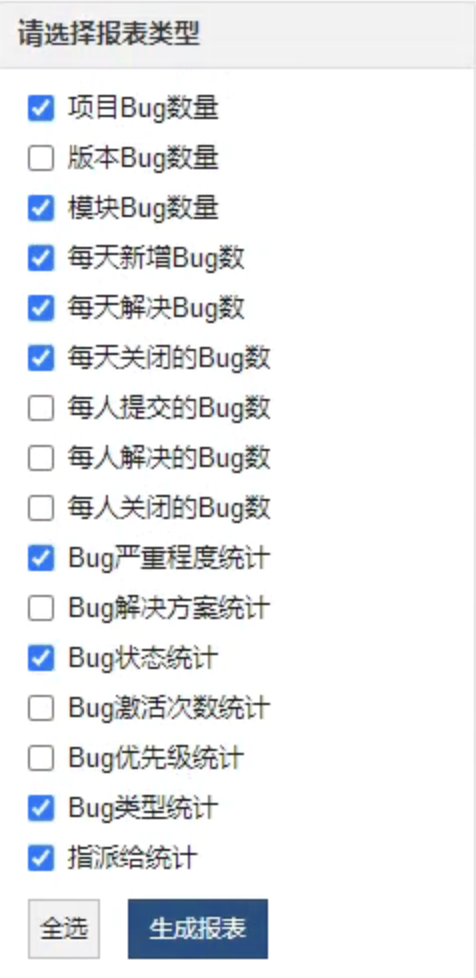 请选择报表类型
项目Bug数量
版本Bug数量
模块Bug数量
每天新增Bug数
每天解决Bug数
每天关闭的Bug数
每人提交的Bug数
每人解决的Bug数
每人关闭的Bug数
Bug严重程度统计
Bug解决方案统计
Bug状态统计
Bug激活次数统计
Bug优先级统计
Bug类型统计
指派给统计
全选 生成报表